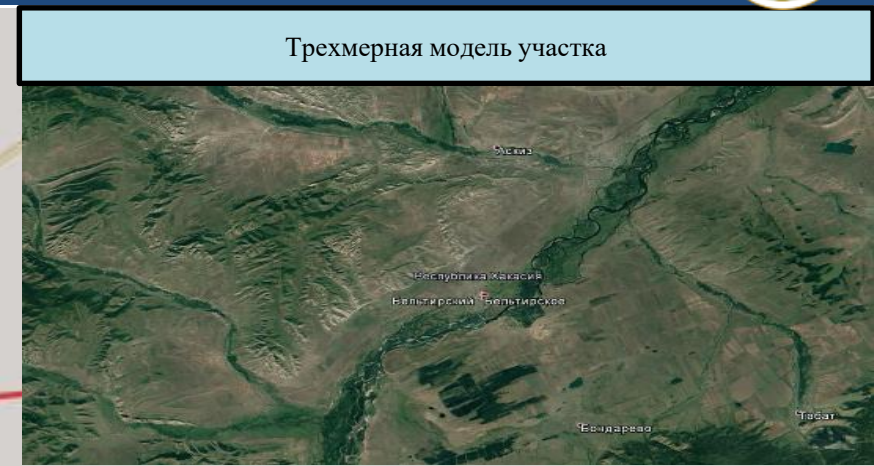 Трехмерная модель участка
Аскиз
Республика Хакасия
Бельтирский Бельтирское
Бондарево
Табат